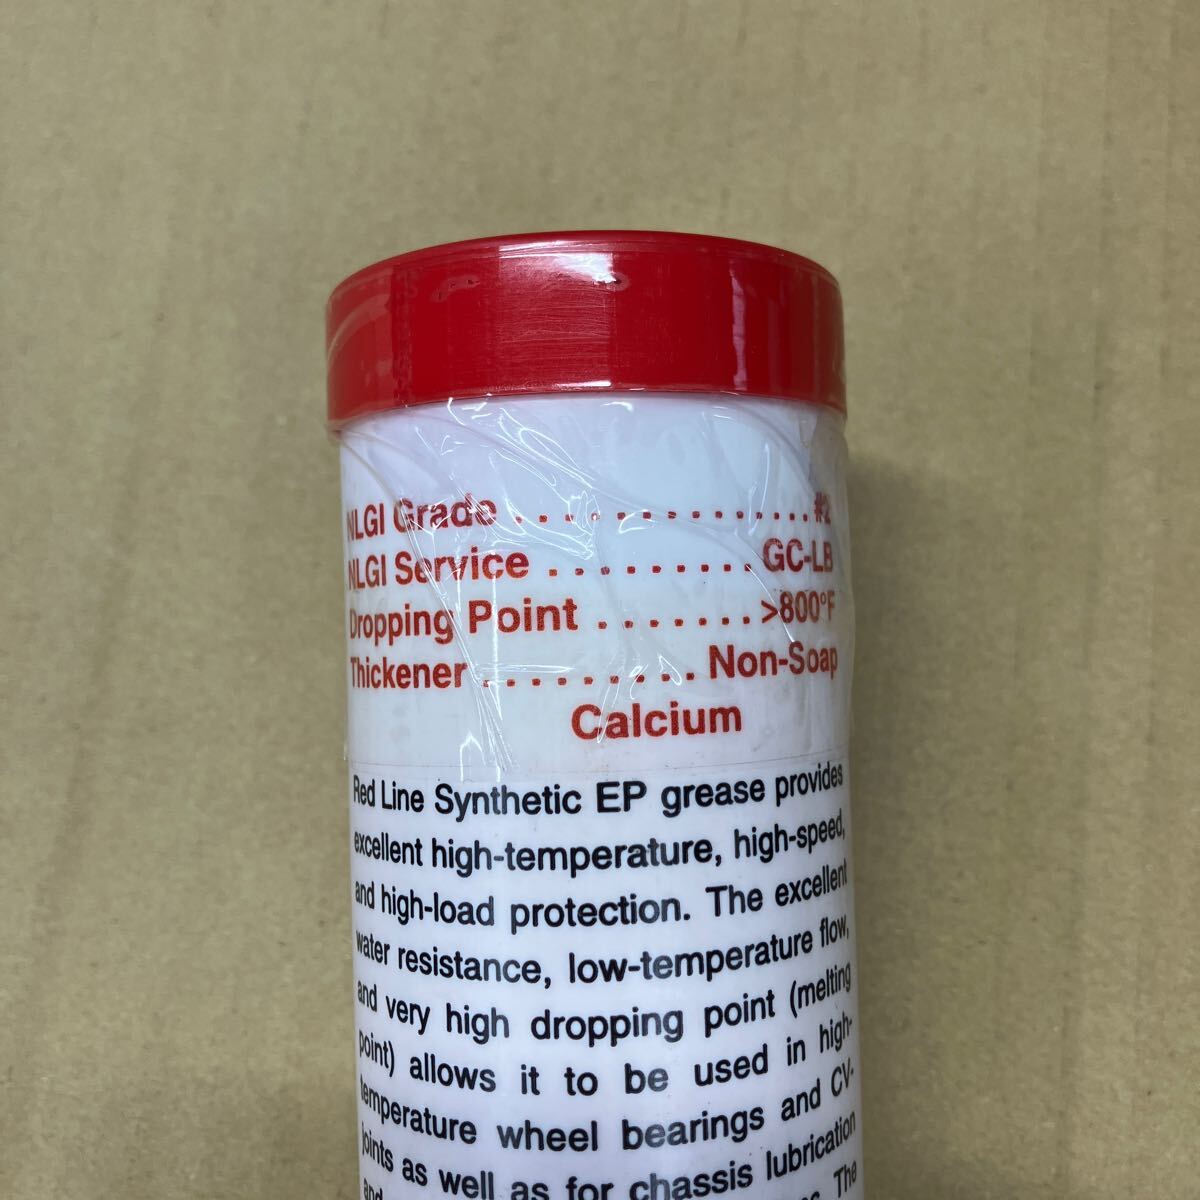 NLGI Grade . . . . . . . . . . . . . . . #2
NLGI Service . . . . . . . . . GC-LB
Dropping Point . . . . . . . >800°F
Thickener . . . . . . . . . Non-Soap
Calcium
Red Line Synthetic EP grease provides
excellent high-temperature, high-speed,
and high-load protection. The excellent
water resistance, low-temperature flow,
and very high dropping point (melting
point) allows it to be used in high-
temperature wheel bearings and CV-
joints as well as for chassis lubrication
and The